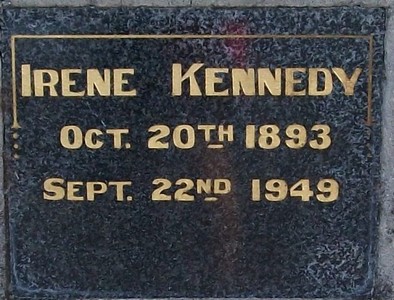 IRENE KENNEDY
OCT. 20TH 1893
SEPT. 22ND 1949